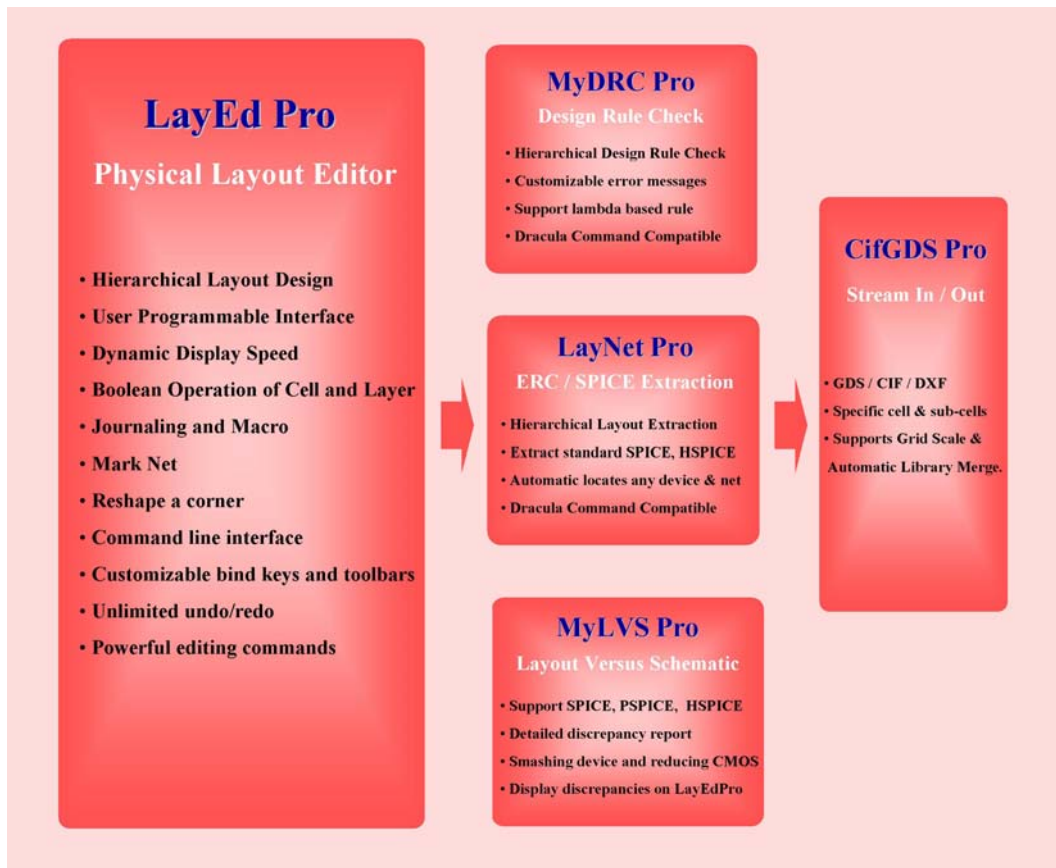 LayEd Pro
Physical Layout Editor
• Hierarchical Layout Design
• User Programmable Interface
• Dynamic Display Speed
• Boolean Operation of Cell and Layer
• Journaling and Macro
• Mark Net
• Reshape a corner
• Command line interface
• Customizable bind keys and toolbars
• Unlimited undo/redo
• Powerful editing commands
MyDRC Pro
Design Rule Check
• Hierarchical Design Rule Check
• Customizable error messages
• Support lambda based rule
• Dracula Command Compatible
LayNet Pro
ERC / SPICE Extraction
• Hierarchical Layout Extraction
• Extract standard SPICE, HSPICE
• Automatic locates any device & net
• Dracula Command Compatible
MyLVS Pro
Layout Versus Schematic
• Support SPICE, PSPICE, HSPICE
• Detailed discrepancy report
• Smashing device and reducing CMOS
• Display discrepancies on LayEdPro
CifGDS Pro
Stream In / Out
• GDS / CIF / DXF
• Specific cell & sub-cells
• Supports Grid Scale &
Automatic Library Merge.